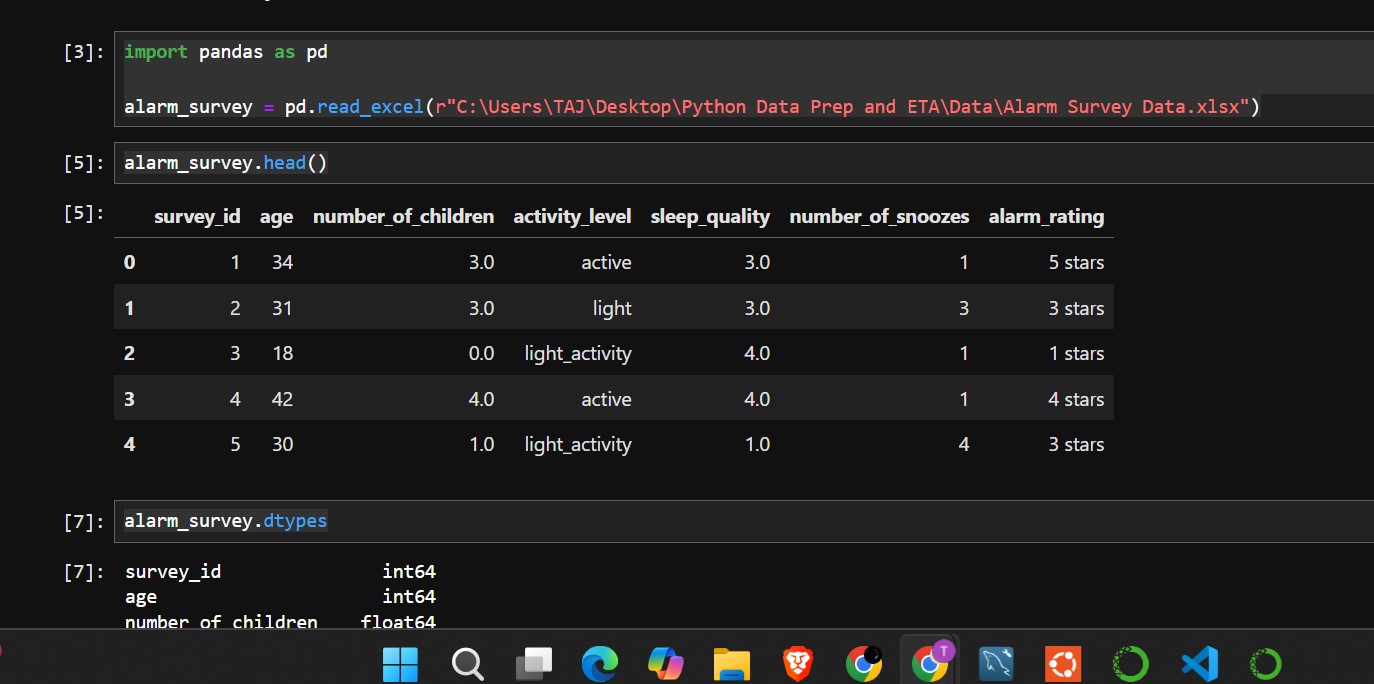 [3]: import pandas as pd
alarm_survey = pd.read_excel(r"C:\Users\TAJ\Desktop\Python Data Prep and ETA\Data\Alarm Survey Data.xlsx")
[5]: alarm_survey.head()
[5]: survey_id age number_of_children activity_level sleep_quality number_of_snoozes alarm_rating
0 1 34 3.0 active 3.0 1 5 stars
1 2 31 3.0 light 3.0 3 3 stars
2 3 18 0.0 light_activity 4.0 1 1 stars
3 4 42 4.0 active 4.0 1 4 stars
4 5 30 1.0 light_activity 1.0 4 3 stars
[7]: alarm_survey.dtypes
[7]: survey_id int64
age int64
number_of_children float64
T